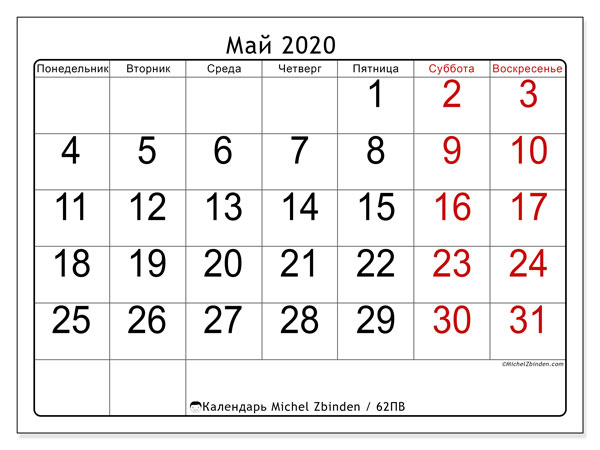 Май 2020
Понедельник Вторник Среда Четверг Пятница Суббота Воскресенье
1 2 3
4 5 6 7 8 9 10
11 12 13 14 15 16 17
18 19 20 21 22 23 24
25 26 27 28 29 30 31
©MichelZbinden.com
Календарь Michel Zbinden / 62ПВ